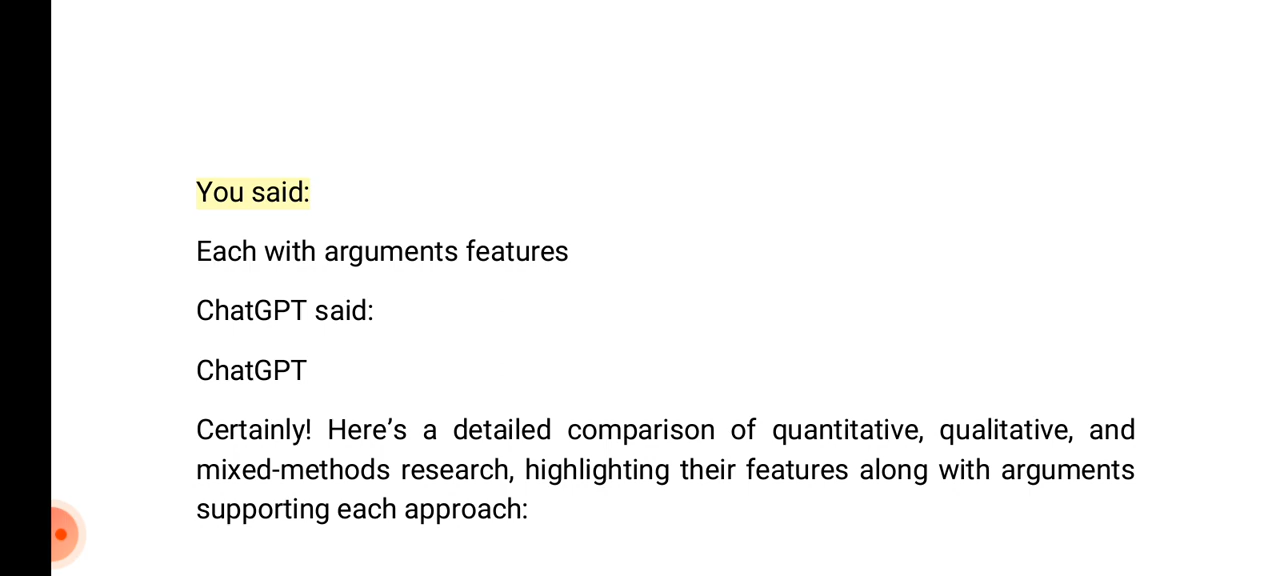 You said:
Each with arguments features
ChatGPT said:
ChatGPT
Certainly! Here’s a detailed comparison of quantitative, qualitative, and
mixed-methods research, highlighting their features along with arguments
supporting each approach: